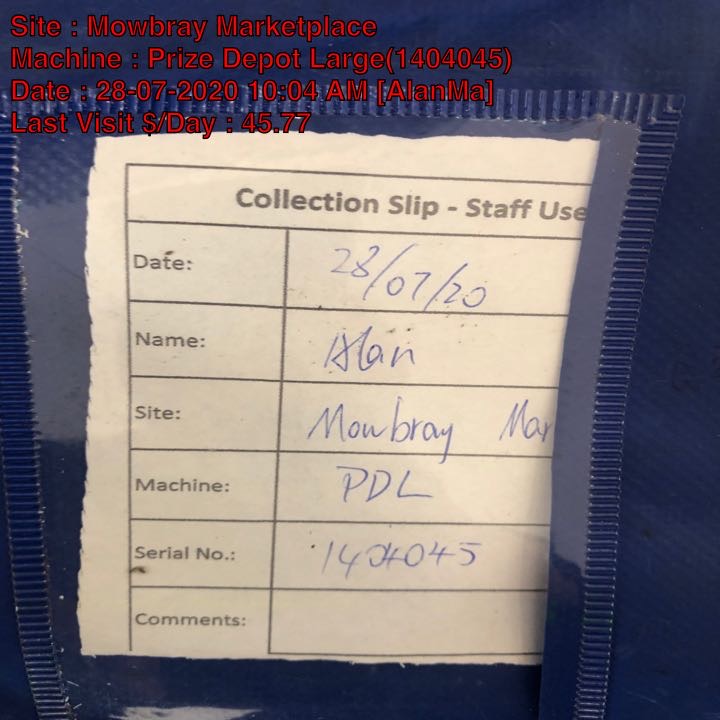 Site : Mowbray Marketplace
Machine : Prize Depot Large(1404045)
Date : 28-07-2020 10:04 AM [AlanMa]
Last Visit $/Day : 45.77
Collection Slip - Staff Use
Date: 28/07/20
Name: Alan
Site: Mowbray Mar
Machine: PDL
Serial No.: 1404045
Comments: